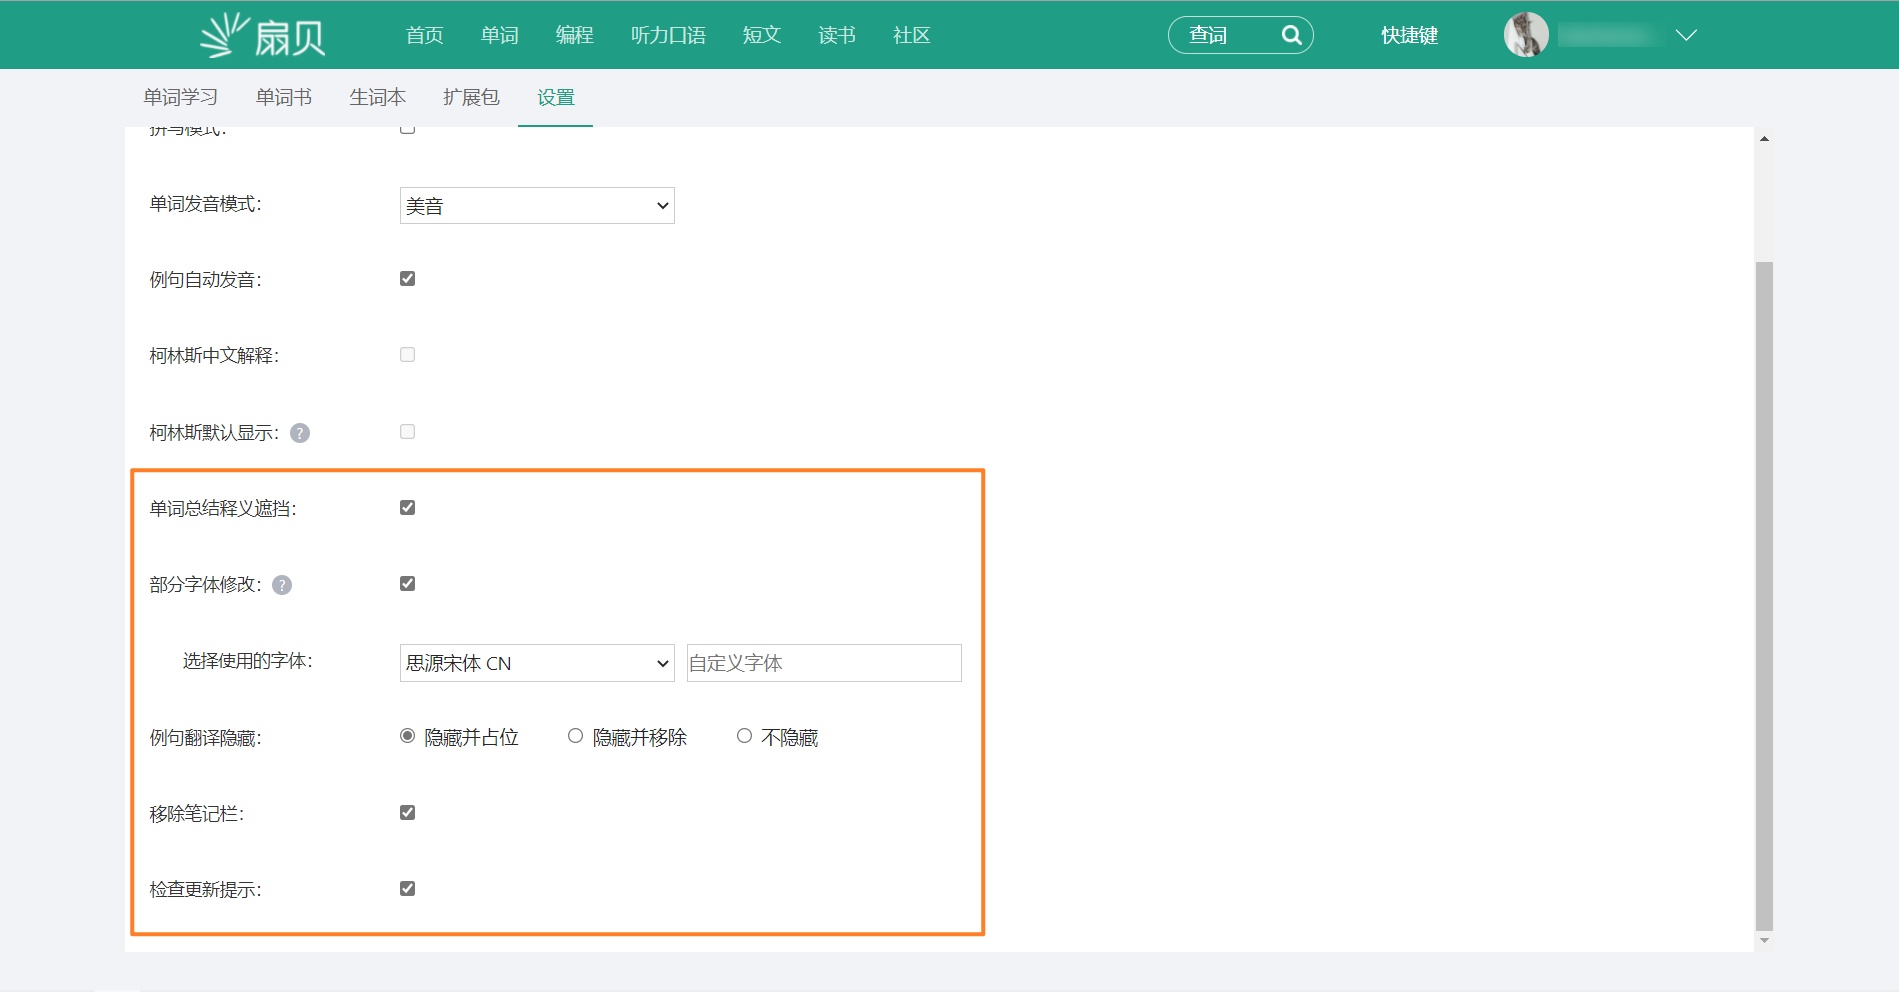 扇贝 首页 单词 编程 听力口语 短文 读书 社区 查词 快捷键
单词学习 单词书 生词本 扩展包 设置
拼写模式：
单词发音模式： 美音
例句自动发音：
柯林斯中文解释：
柯林斯默认显示： ?
单词总结释义遮挡：
部分字体修改： ?
选择使用的字体： 思源宋体 CN 自定义字体
例句翻译隐藏： 隐藏并占位 隐藏并移除 不隐藏
移除笔记栏：
检查更新提示：